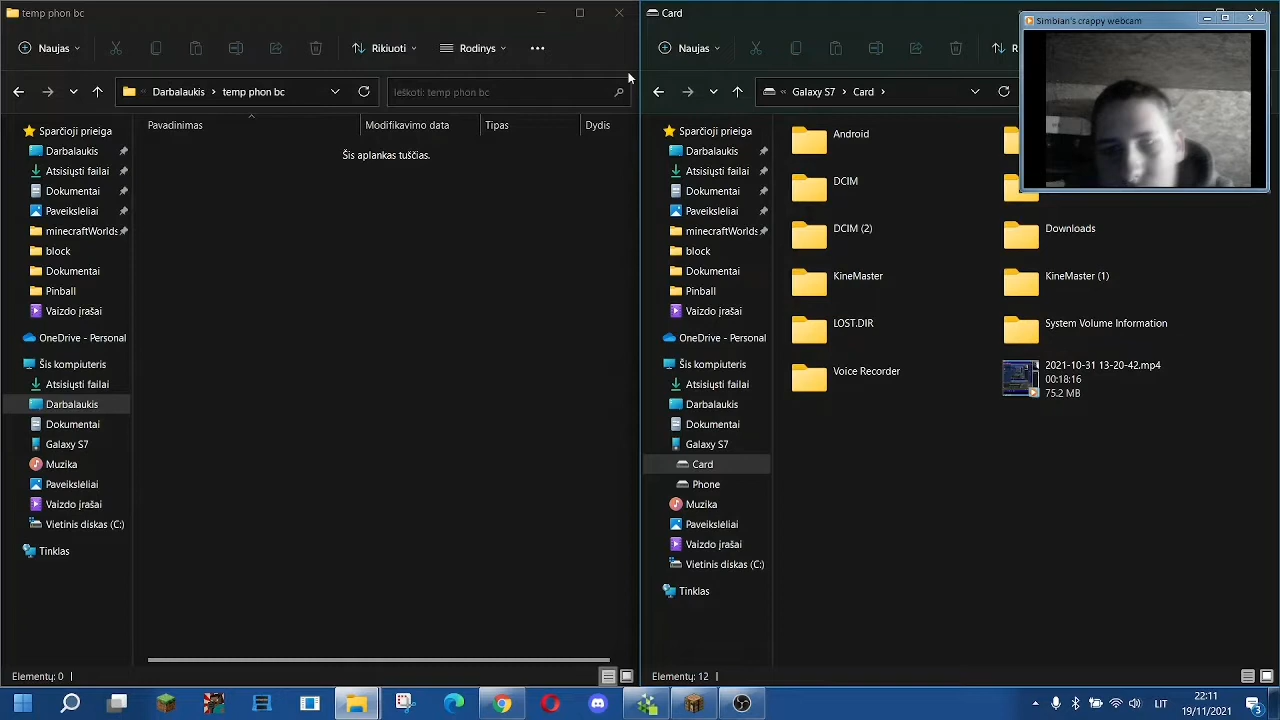 temp phon bc
Naujas
Rikiuoti
Rodinys
Darbalaukis
temp phon bc
Ieškoti: temp phon bc
Sparčioji prieiga
Darbalaukis
Atsisiųsti failai
Dokumentai
Paveikslėliai
minecraftWorlds
block
Dokumentai
Pinball
Vaizdo įrašai
OneDrive - Personal
Šis kompiuteris
Atsisiųsti failai
Darbalaukis
Dokumentai
Galaxy S7
Muzika
Paveikslėliai
Vaizdo įrašai
Vietinis diskas (C:)
Tinklas
Pavadinimas
Modifikavimo data
Tipas
Dydis
Šis aplankas tuščias.
Elementų: 0
Card
Naujas
Galaxy S7
Card
Sparčioji prieiga
Darbalaukis
Atsisiųsti failai
Dokumentai
Paveikslėliai
minecraftWorlds
block
Dokumentai
Pinball
Vaizdo įrašai
OneDrive - Personal
Šis kompiuteris
Atsisiųsti failai
Darbalaukis
Dokumentai
Galaxy S7
Card
Phone
Muzika
Paveikslėliai
Vaizdo įrašai
Vietinis diskas (C:)
Tinklas
Android
DCIM
DCIM (2)
Downloads
KineMaster
KineMaster (1)
LOST.DIR
System Volume Information
Voice Recorder
2021-10-31 13-20-42.mp4
00:18:16
75.2 MB
Elementų: 12
Simbian's crappy webcam
LIT
22:11
19/11/2021
3